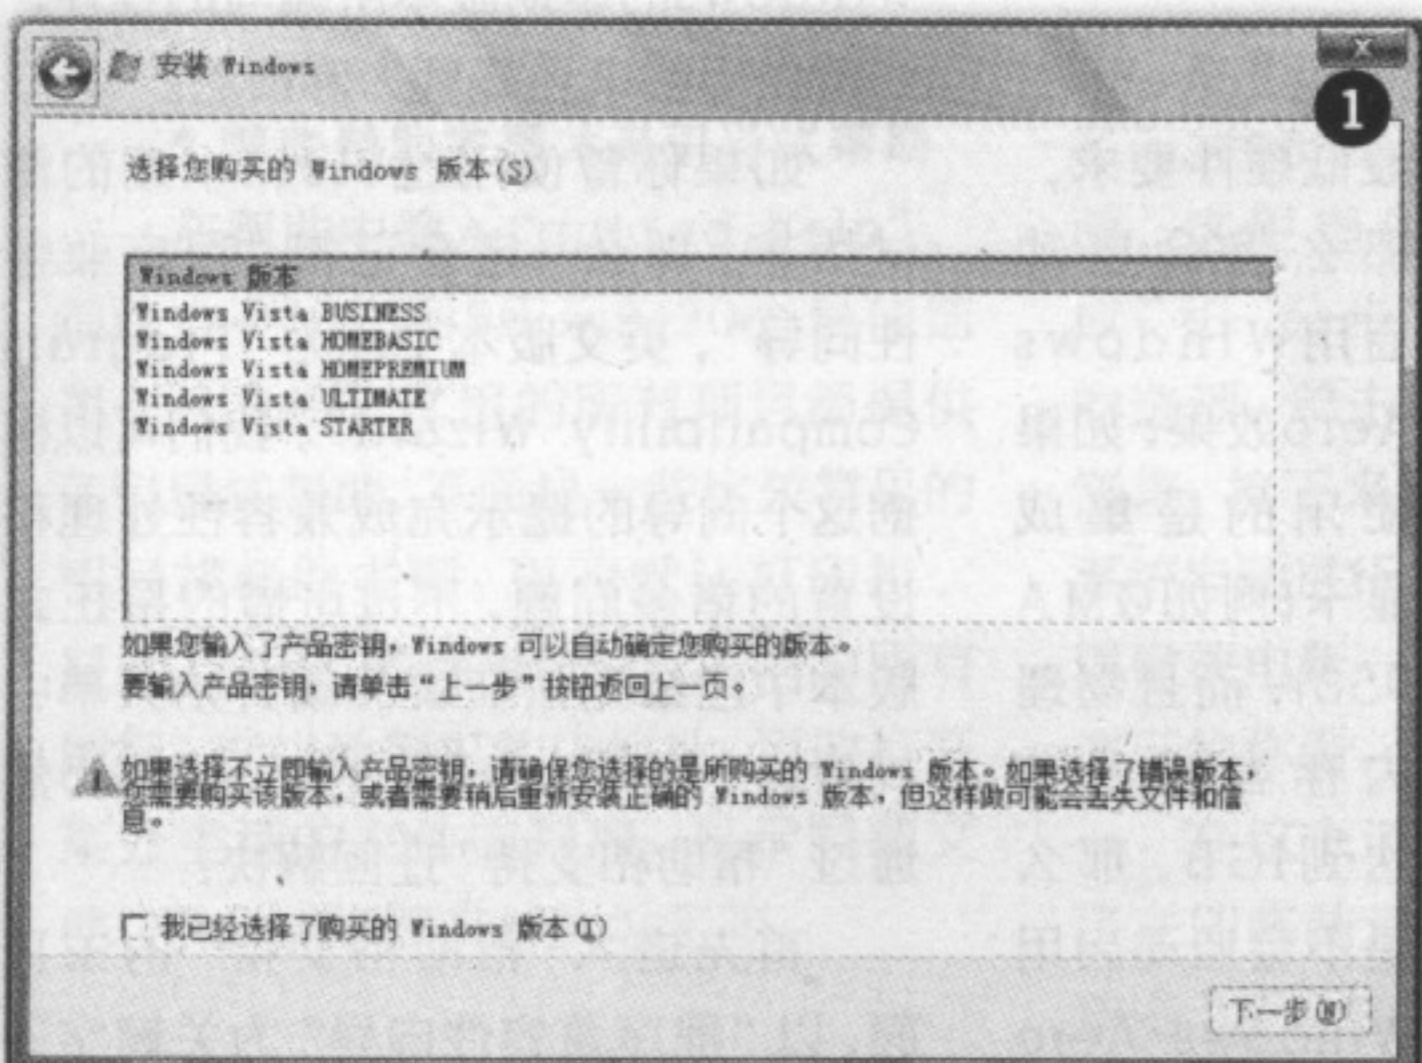 安装 Windows
1
选择您购买的 Windows 版本(S)
Windows 版本
Windows Vista BUSINESS
Windows Vista HOMEBASIC
Windows Vista HOMEPREMIUM
Windows Vista ULTIMATE
Windows Vista STARTER
如果您输入了产品密钥，Windows 可以自动确定您购买的版本。
要输入产品密钥，请单击“上一步”按钮返回上一页。
如果选择不立即输入产品密钥，请确保您选择的是所购买的 Windows 版本。如果选择了错误版本，
您需要购买该版本，或者需要稍后重新安装正确的 Windows 版本，但这样做可能会丢失文件和信
息。
我已经选择了购买的 Windows 版本(I)
下一步(N)